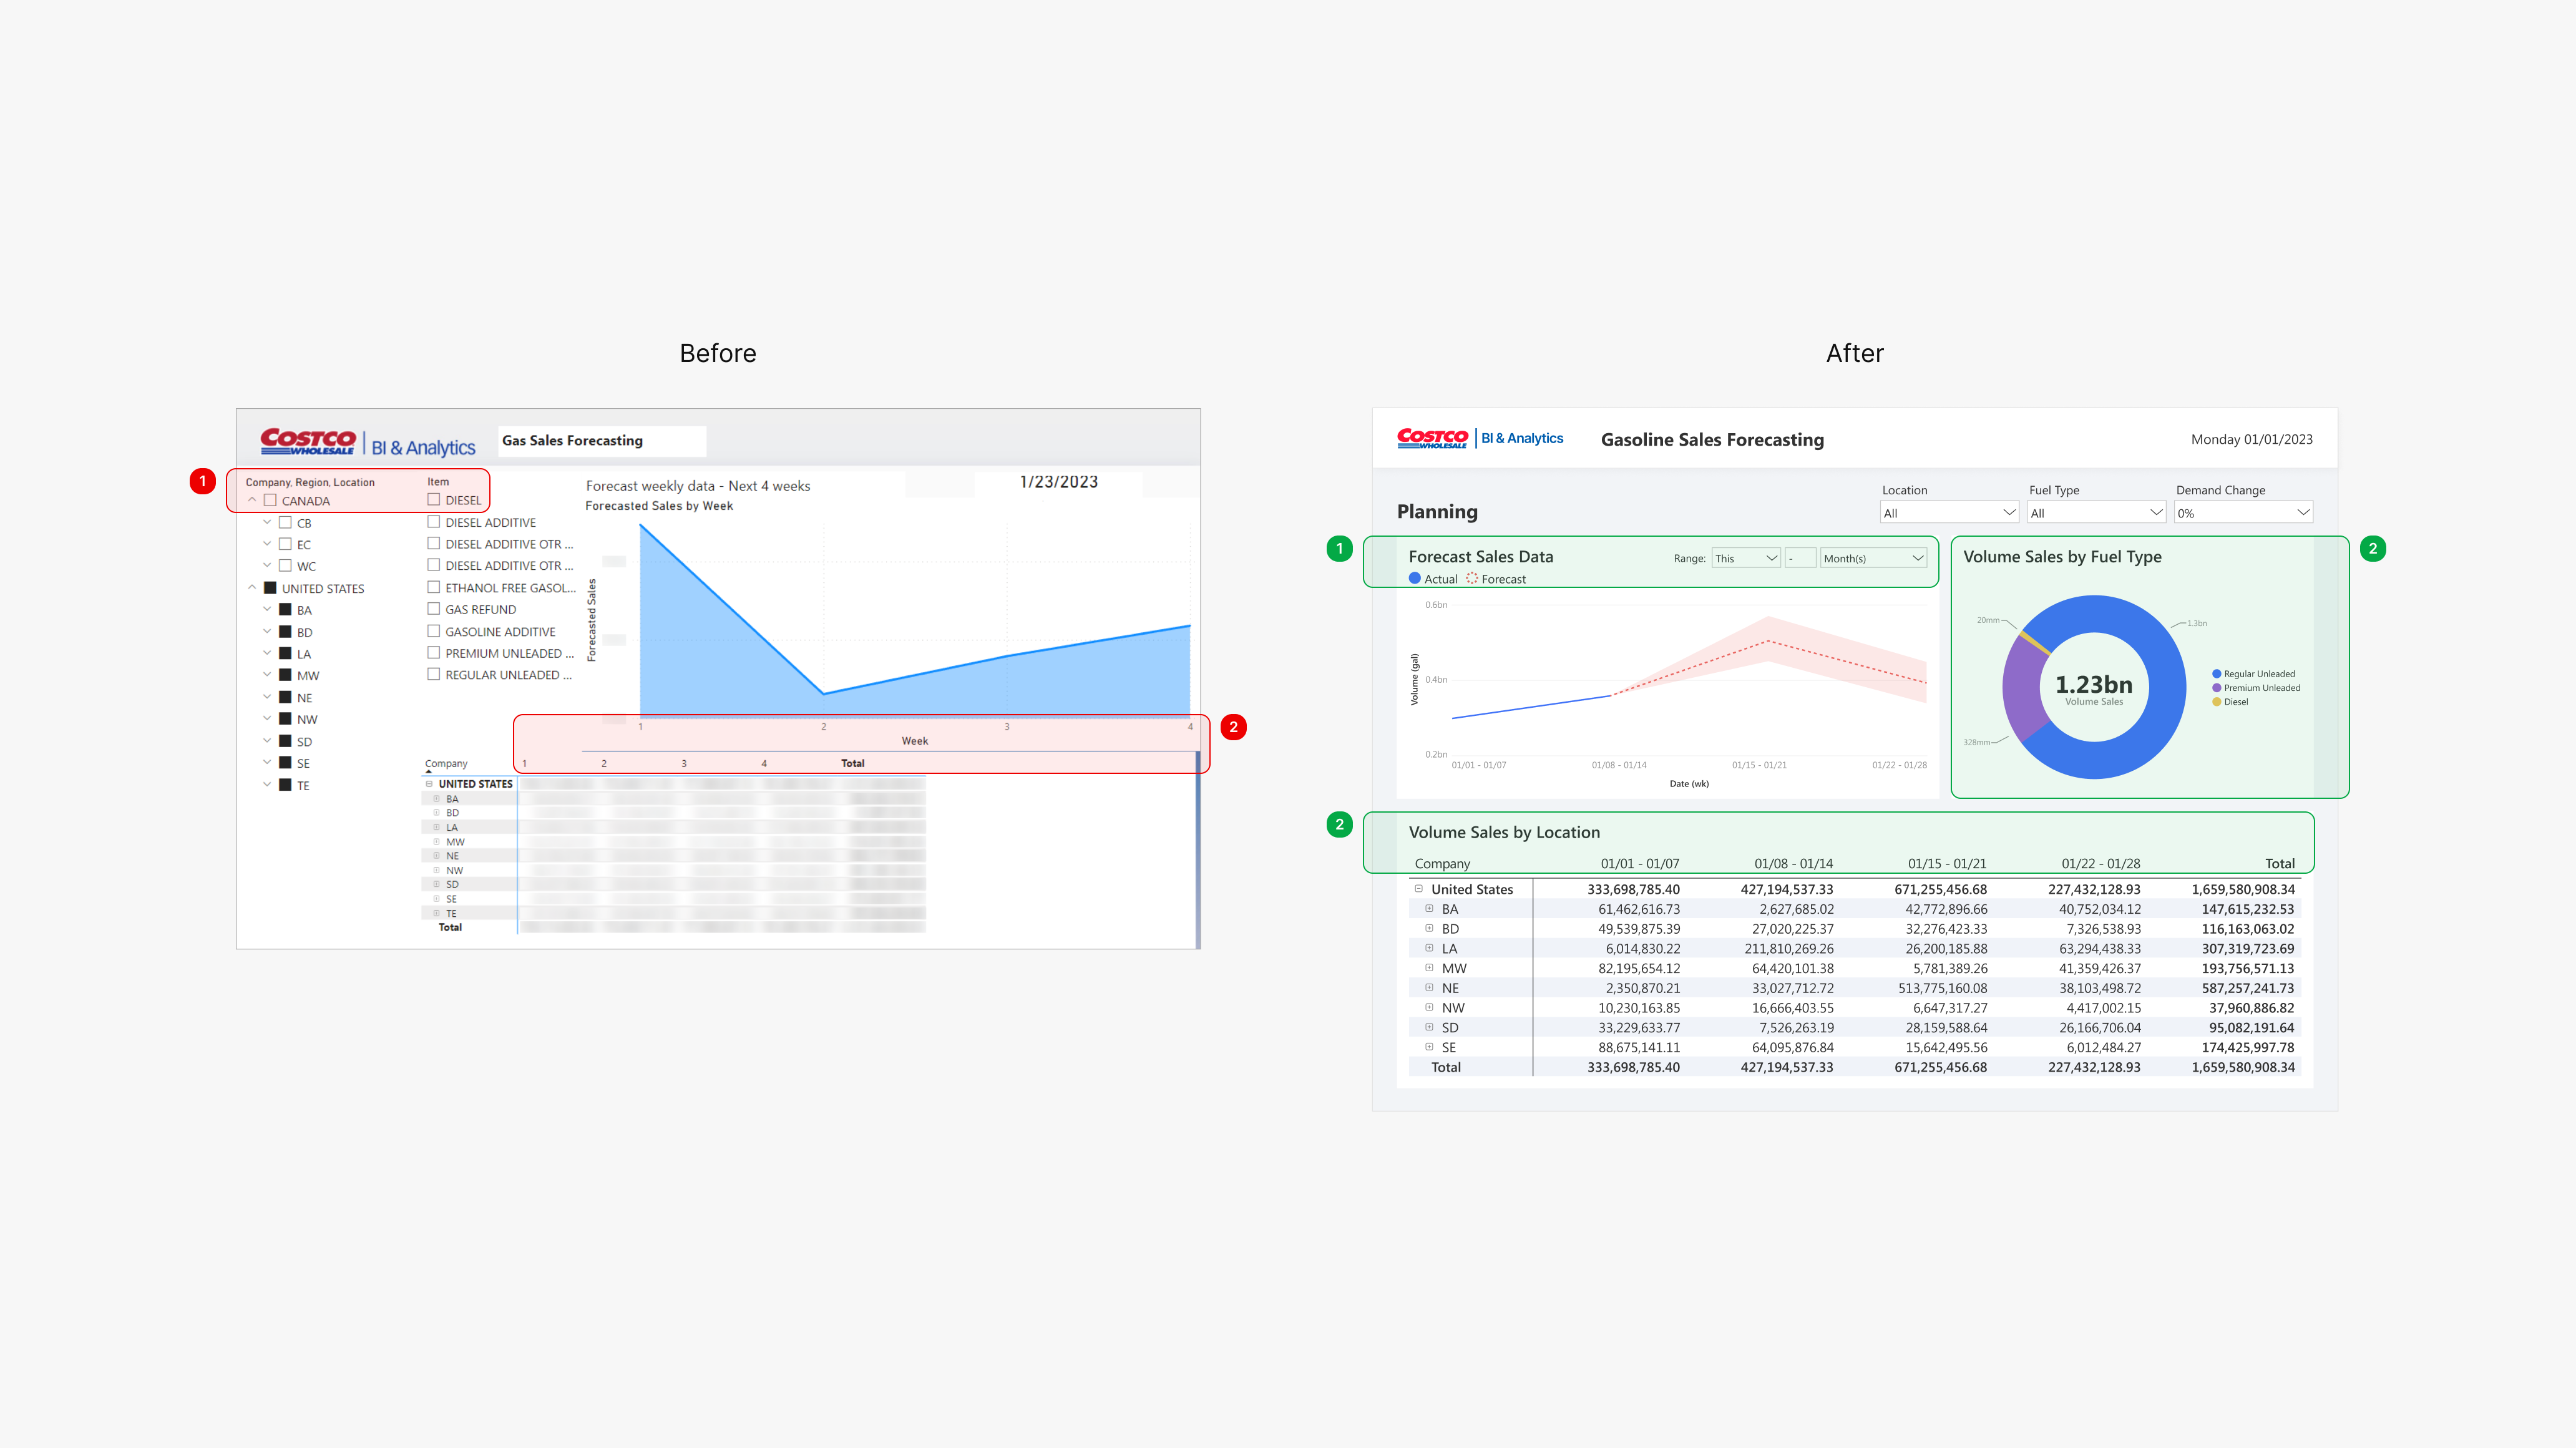 Before
COSTCO WHOLESALE | BI & Analytics
Gas Sales Forecasting
1
Company, Region, Location
Item
CANADA
CB
EC
WC
UNITED STATES
BA
BD
LA
MW
NE
NW
SD
SE
TE
DIESEL
DIESEL ADDITIVE
DIESEL ADDITIVE OTR ...
DIESEL ADDITIVE OTR ...
ETHANOL FREE GASOL...
GAS REFUND
GASOLINE ADDITIVE
PREMIUM UNLEADED ...
REGULAR UNLEADED ...
Forecast weekly data - Next 4 weeks
1/23/2023
Forecasted Sales by Week
Forecasted Sales
1 2 3 4
Week
2
Company 1 2 3 4 Total
UNITED STATES
BA
BD
LA
MW
NE
NW
SD
SE
TE
Total
After
COSTCO WHOLESALE | BI & Analytics
Gasoline Sales Forecasting
Monday 01/01/2023
Planning
Location
All
Fuel Type
All
Demand Change
0%
1
Forecast Sales Data
Range: This - Month(s)
Actual Forecast
0.6bn
0.4bn
0.2bn
Volume (gal)
01/01 - 01/07 01/08 - 01/14 01/15 - 01/21 01/22 - 01/28
Date (wk)
2
Volume Sales by Fuel Type
20mm
1.3bn
328mm
1.23bn
Volume Sales
Regular Unleaded
Premium Unleaded
Diesel
2
Volume Sales by Location
Company 01/01 - 01/07 01/08 - 01/14 01/15 - 01/21 01/22 - 01/28 Total
United States 333,698,785.40 427,194,537.33 671,255,456.68 227,432,128.93 1,659,580,908.34
BA 61,462,616.73 2,627,685.02 42,772,896.66 40,752,034.12 147,615,232.53
BD 49,539,875.39 27,020,225.37 32,276,423.33 7,326,538.93 116,163,063.02
LA 6,014,830.22 211,810,269.26 26,200,185.88 63,294,438.33 307,319,723.69
MW 82,195,654.12 64,420,101.38 5,781,389.26 41,359,426.37 193,756,571.13
NE 2,350,870.21 33,027,712.72 513,775,160.08 38,103,498.72 587,257,241.73
NW 10,230,163.85 16,666,403.55 6,647,317.27 4,417,002.15 37,960,886.82
SD 33,229,633.77 7,526,263.19 28,159,588.64 26,166,706.04 95,082,191.64
SE 88,675,141.11 64,095,876.84 15,642,495.56 6,012,484.27 174,425,997.78
Total 333,698,785.40 427,194,537.33 671,255,456.68 227,432,128.93 1,659,580,908.34